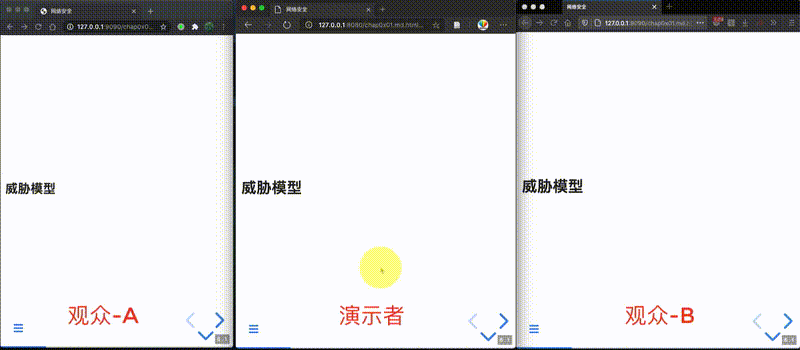 网络安全
127.0.0.1:9090/chap0x0...
威胁模型
观众-A
网络安全
127.0.0.1:9090/chap0x01.md.html...
威胁模型
演示者
网络安全
127.0.0.1:9090/chap0x01.md.
威胁模型
观众-B